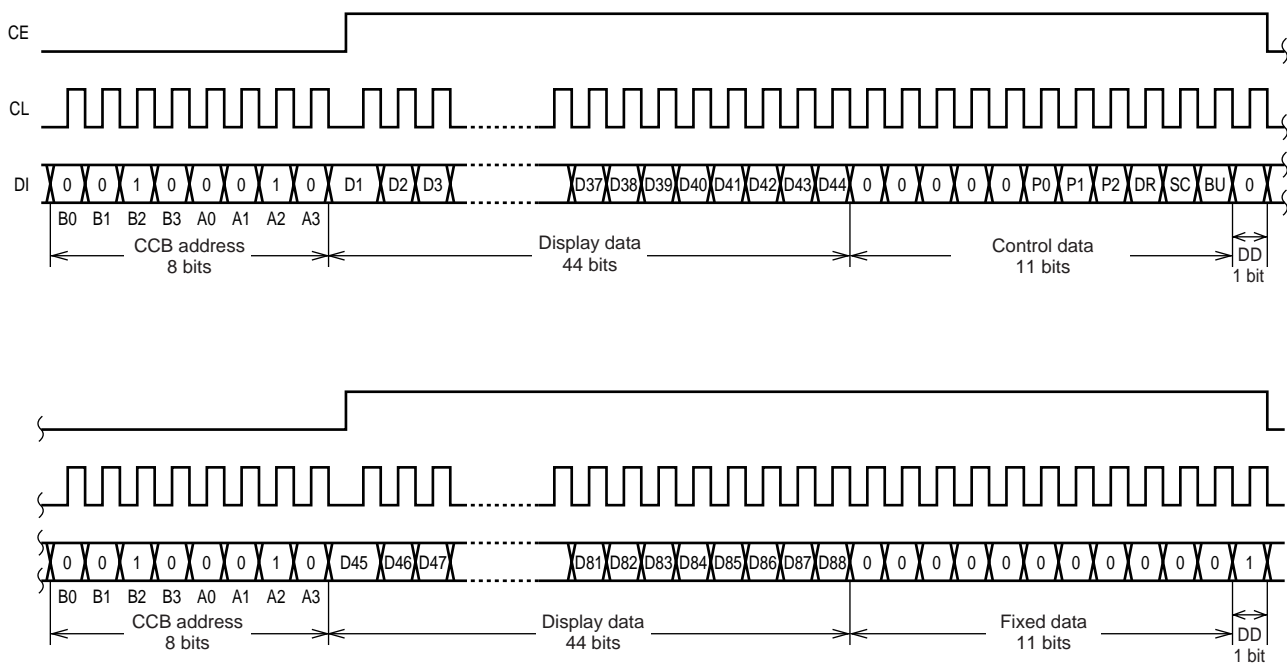 CE
CL
DI 0 0 1 0 0 0 1 0 D1 D2 D3 D37 D38 D39 D40 D41 D42 D43 D44 0 0 0 0 0 P0 P1 P2 DR SC BU 0
B0 B1 B2 B3 A0 A1 A2 A3
CCB address Display data Control data DD
8 bits 44 bits 11 bits 1 bit
0 0 1 0 0 0 1 0 D45 D46 D47 D81 D82 D83 D84 D85 D86 D87 D88 0 0 0 0 0 0 0 0 0 0 0 1
B0 B1 B2 B3 A0 A1 A2 A3
CCB address Display data Fixed data DD
8 bits 44 bits 11 bits 1 bit